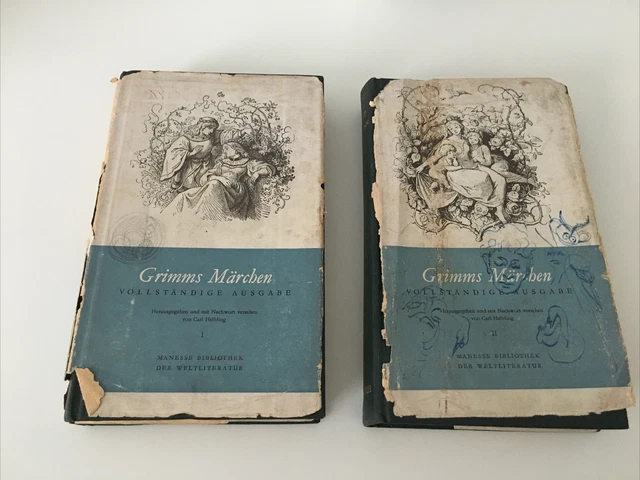 Grimms Märchen
VOLLSTÄNDIGE AUSGABE
Herausgegeben und mit Nachwort versehen
von Carl Helbling
I
MANESSE BIBLIOTHEK
DER WELTLITERATUR
Grimms Märchen
VOLLSTÄNDIGE AUSGABE
Herausgegeben und mit Nachwort versehen
von Carl Helbling
II
MANESSE BIBLIOTHEK
DER WELTLITERATUR